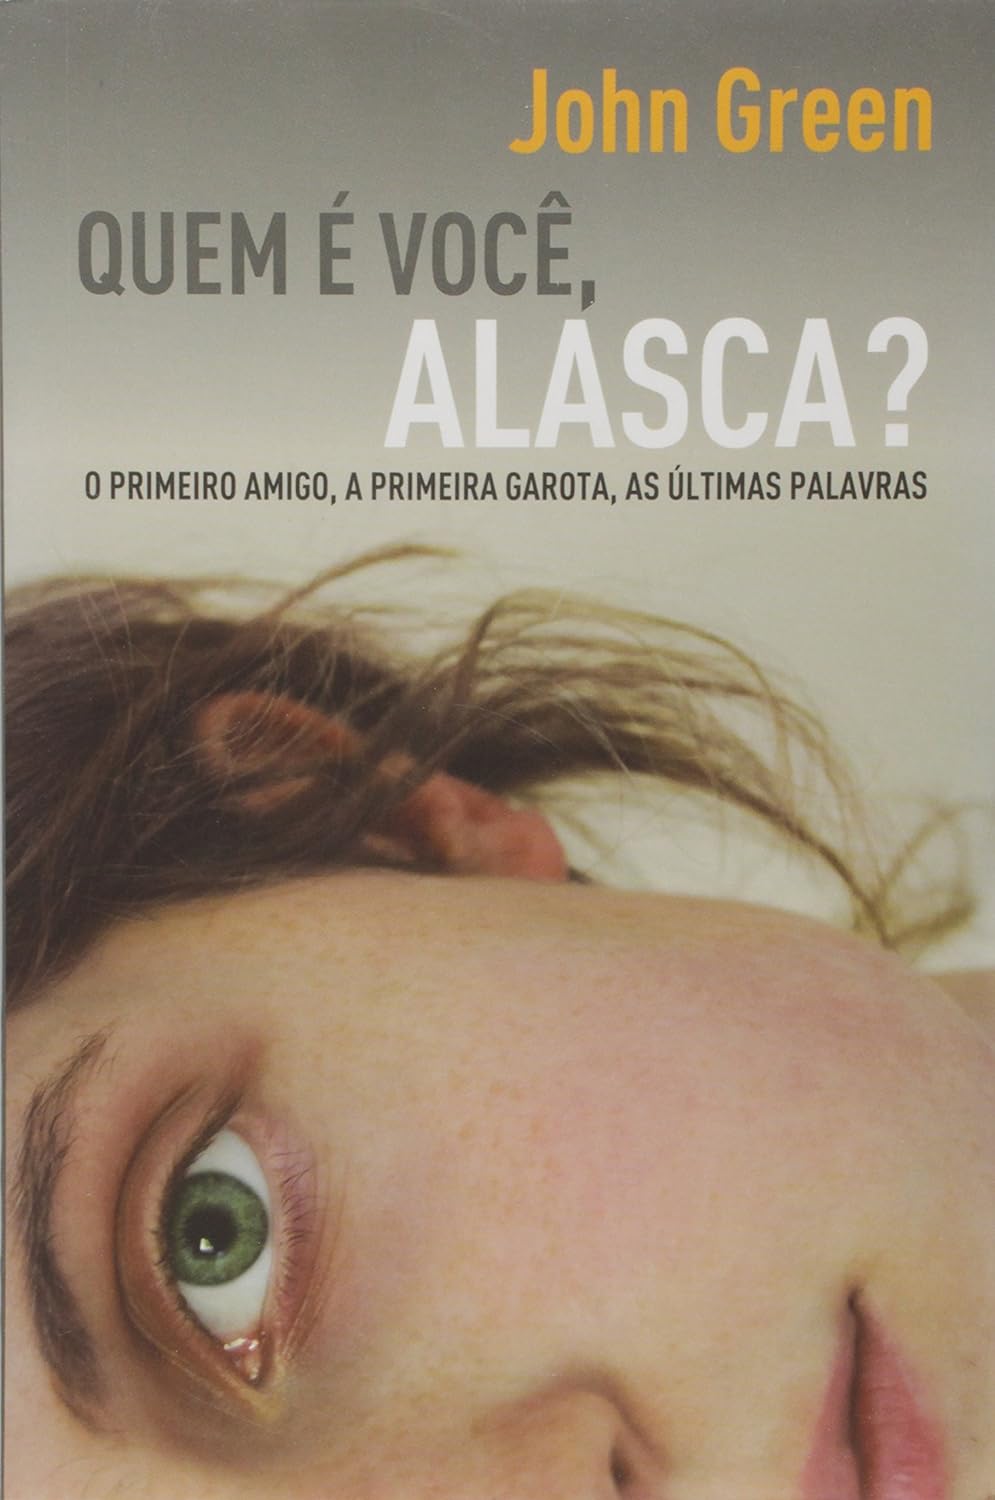 John Green
QUEM É VOCÊ,
ALASCA?
O PRIMEIRO AMIGO, A PRIMEIRA GAROTA, AS ÚLTIMAS PALAVRAS